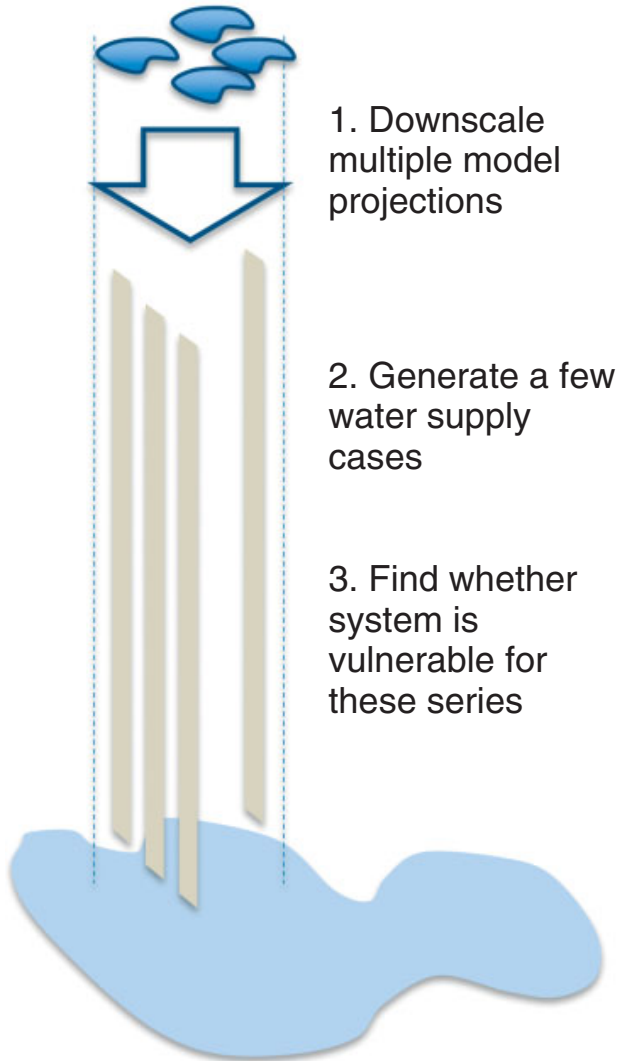 1. Downscale
multiple model
projections
2. Generate a few
water supply
cases
3. Find whether
system is
vulnerable for
these series